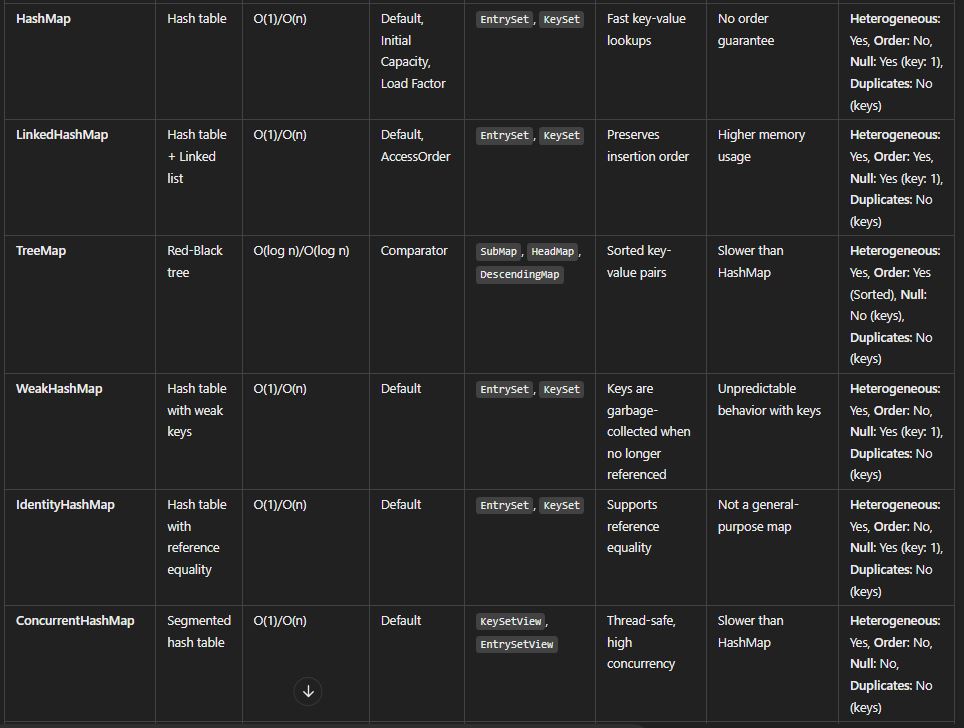 HashMap Hash table O(1)/O(n) Default, EntrySet, KeySet Fast key-value No order Heterogeneous:
Initial lookups guarantee Yes, Order: No,
Capacity, Null: Yes (key: 1),
Load Factor Duplicates: No
(keys)
LinkedHashMap Hash table O(1)/O(n) Default, EntrySet, KeySet Preserves Higher memory Heterogeneous:
+ Linked AccessOrder insertion order usage Yes, Order: Yes,
list Null: Yes (key: 1),
Duplicates: No
(keys)
TreeMap Red-Black O(log n)/O(log n) Comparator SubMap, HeadMap, Sorted key- Slower than Heterogeneous:
tree DescendingMap value pairs HashMap Yes, Order: Yes
(Sorted), Null:
No (keys),
Duplicates: No
(keys)
WeakHashMap Hash table O(1)/O(n) Default EntrySet, KeySet Keys are Unpredictable Heterogeneous:
with weak garbage- behavior with keys Yes, Order: No,
keys collected when Null: Yes (key: 1),
no longer Duplicates: No
referenced (keys)
IdentityHashMap Hash table O(1)/O(n) Default EntrySet, KeySet Supports Not a general- Heterogeneous:
with reference purpose map Yes, Order: No,
reference equality Null: Yes (key: 1),
equality Duplicates: No
(keys)
ConcurrentHashMap Segmented O(1)/O(n) Default KeySetView, Thread-safe, Slower than Heterogeneous:
hash table EntrySetView high HashMap Yes, Order: No,
concurrency Null: No,
Duplicates: No
(keys)